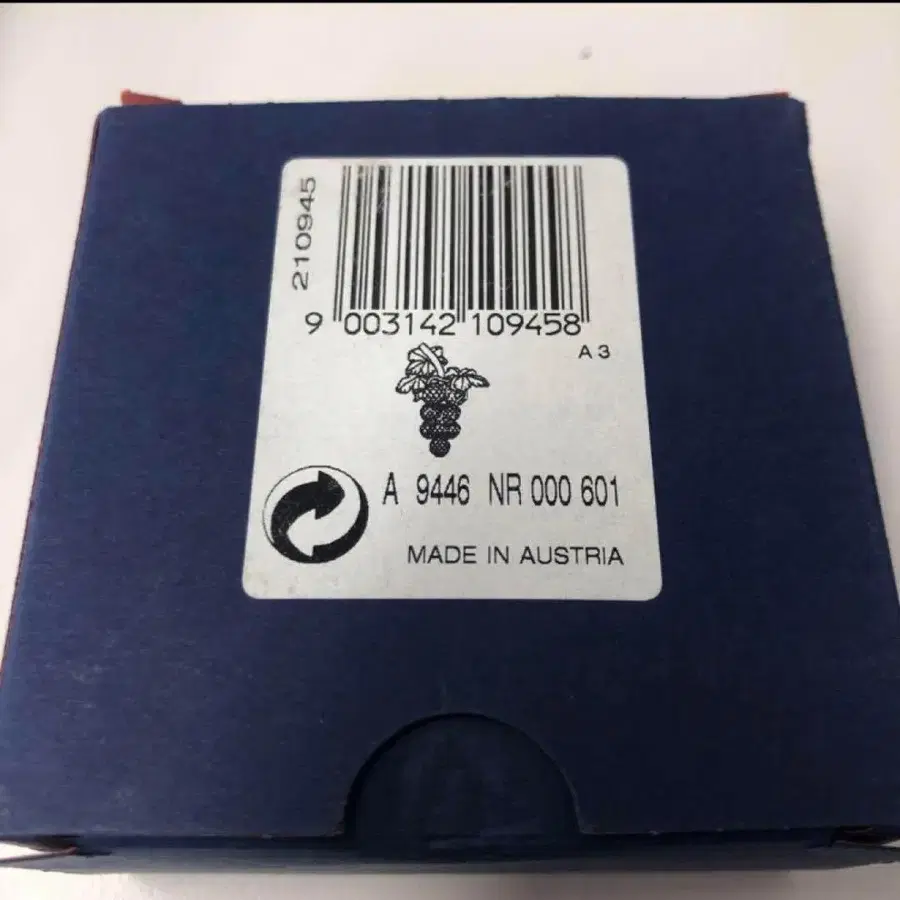 210945
9 003142 109458
A 3
A 9446 NR 000 601
MADE IN AUSTRIA